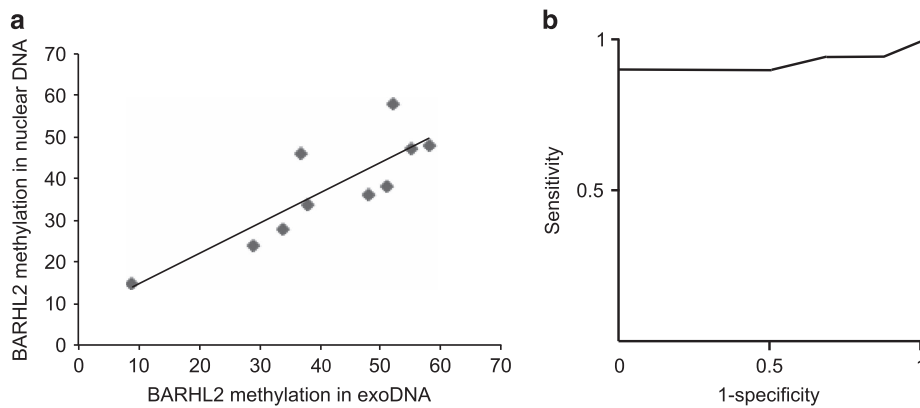 a
BARHL2 methylation in nuclear DNA
70
60
50
40
30
20
10
0
0 10 20 30 40 50 60 70
BARHL2 methylation in exoDNA
b
Sensitivity
1
0.5
0 0.5 1
1-specificity